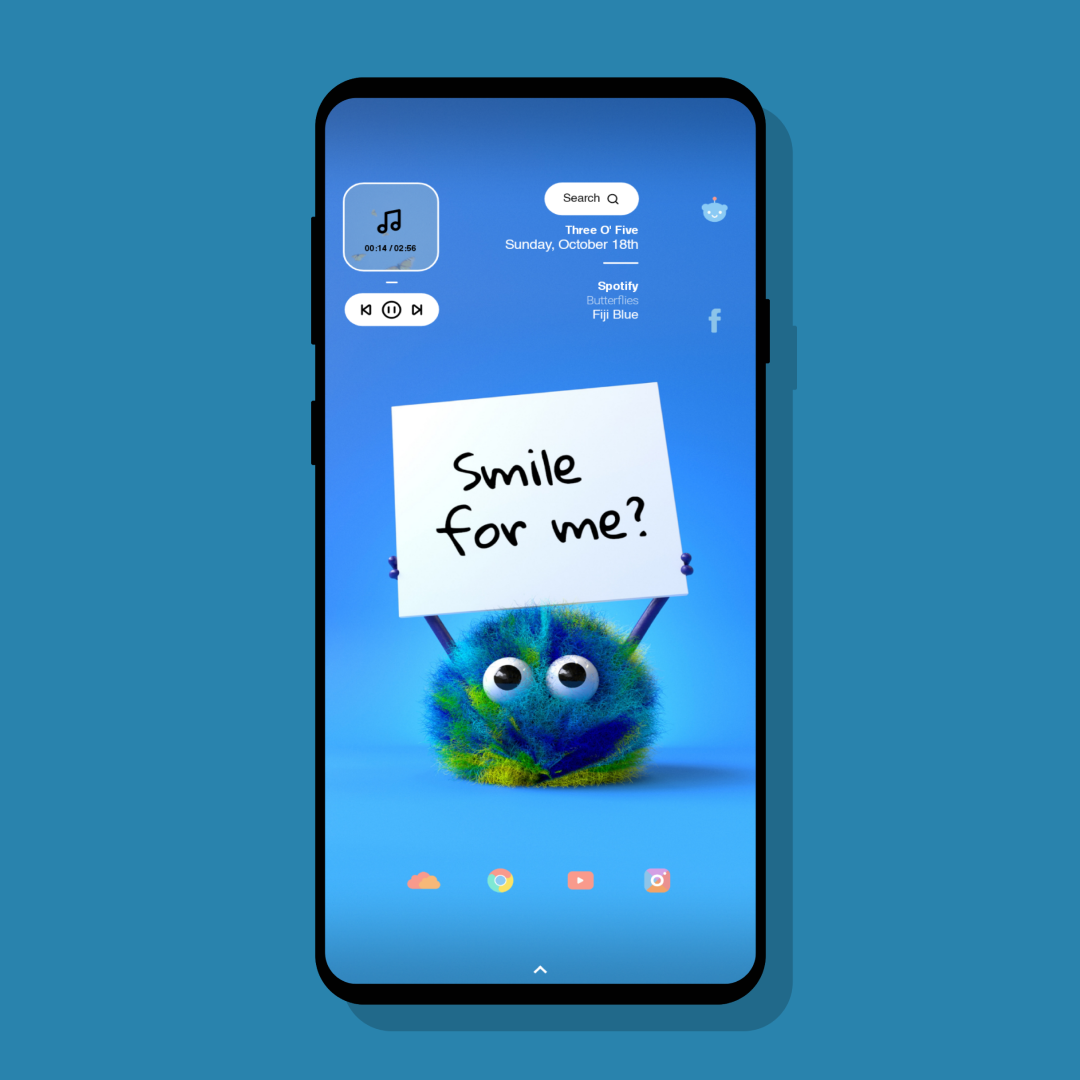 00:14 / 02:56
Search
Three O' Five
Sunday, October 18th
Spotify
Butterflies
Fiji Blue
Smile
for me?